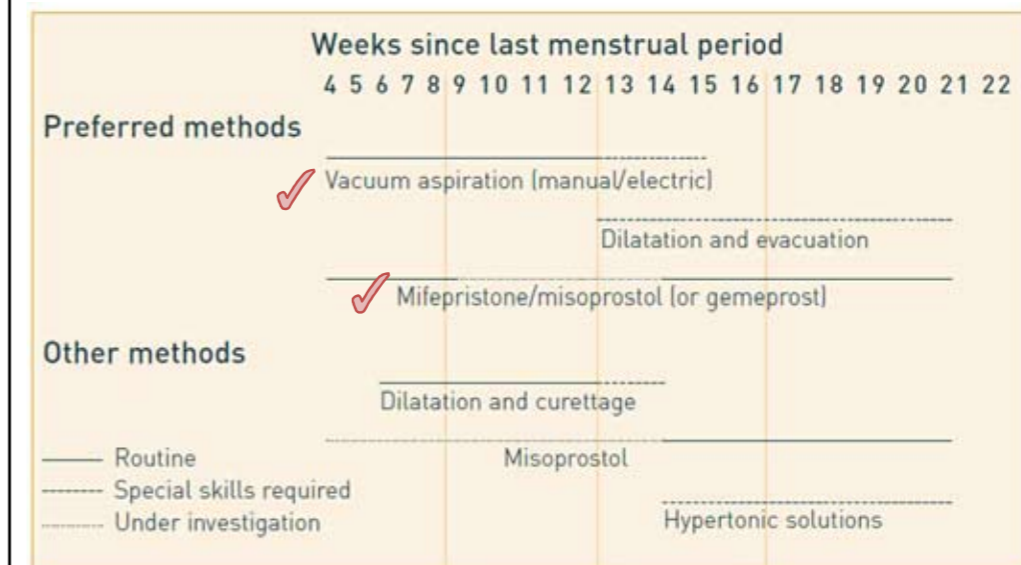 Weeks since last menstrual period
4 5 6 7 8 9 10 11 12 13 14 15 16 17 18 19 20 21 22
Preferred methods
Vacuum aspiration (manual/electric)
Dilatation and evacuation
Mifepristone/misoprostol (or gemeprost)
Other methods
Dilatation and curettage
Routine
Misoprostol
Special skills required
Under investigation
Hypertonic solutions